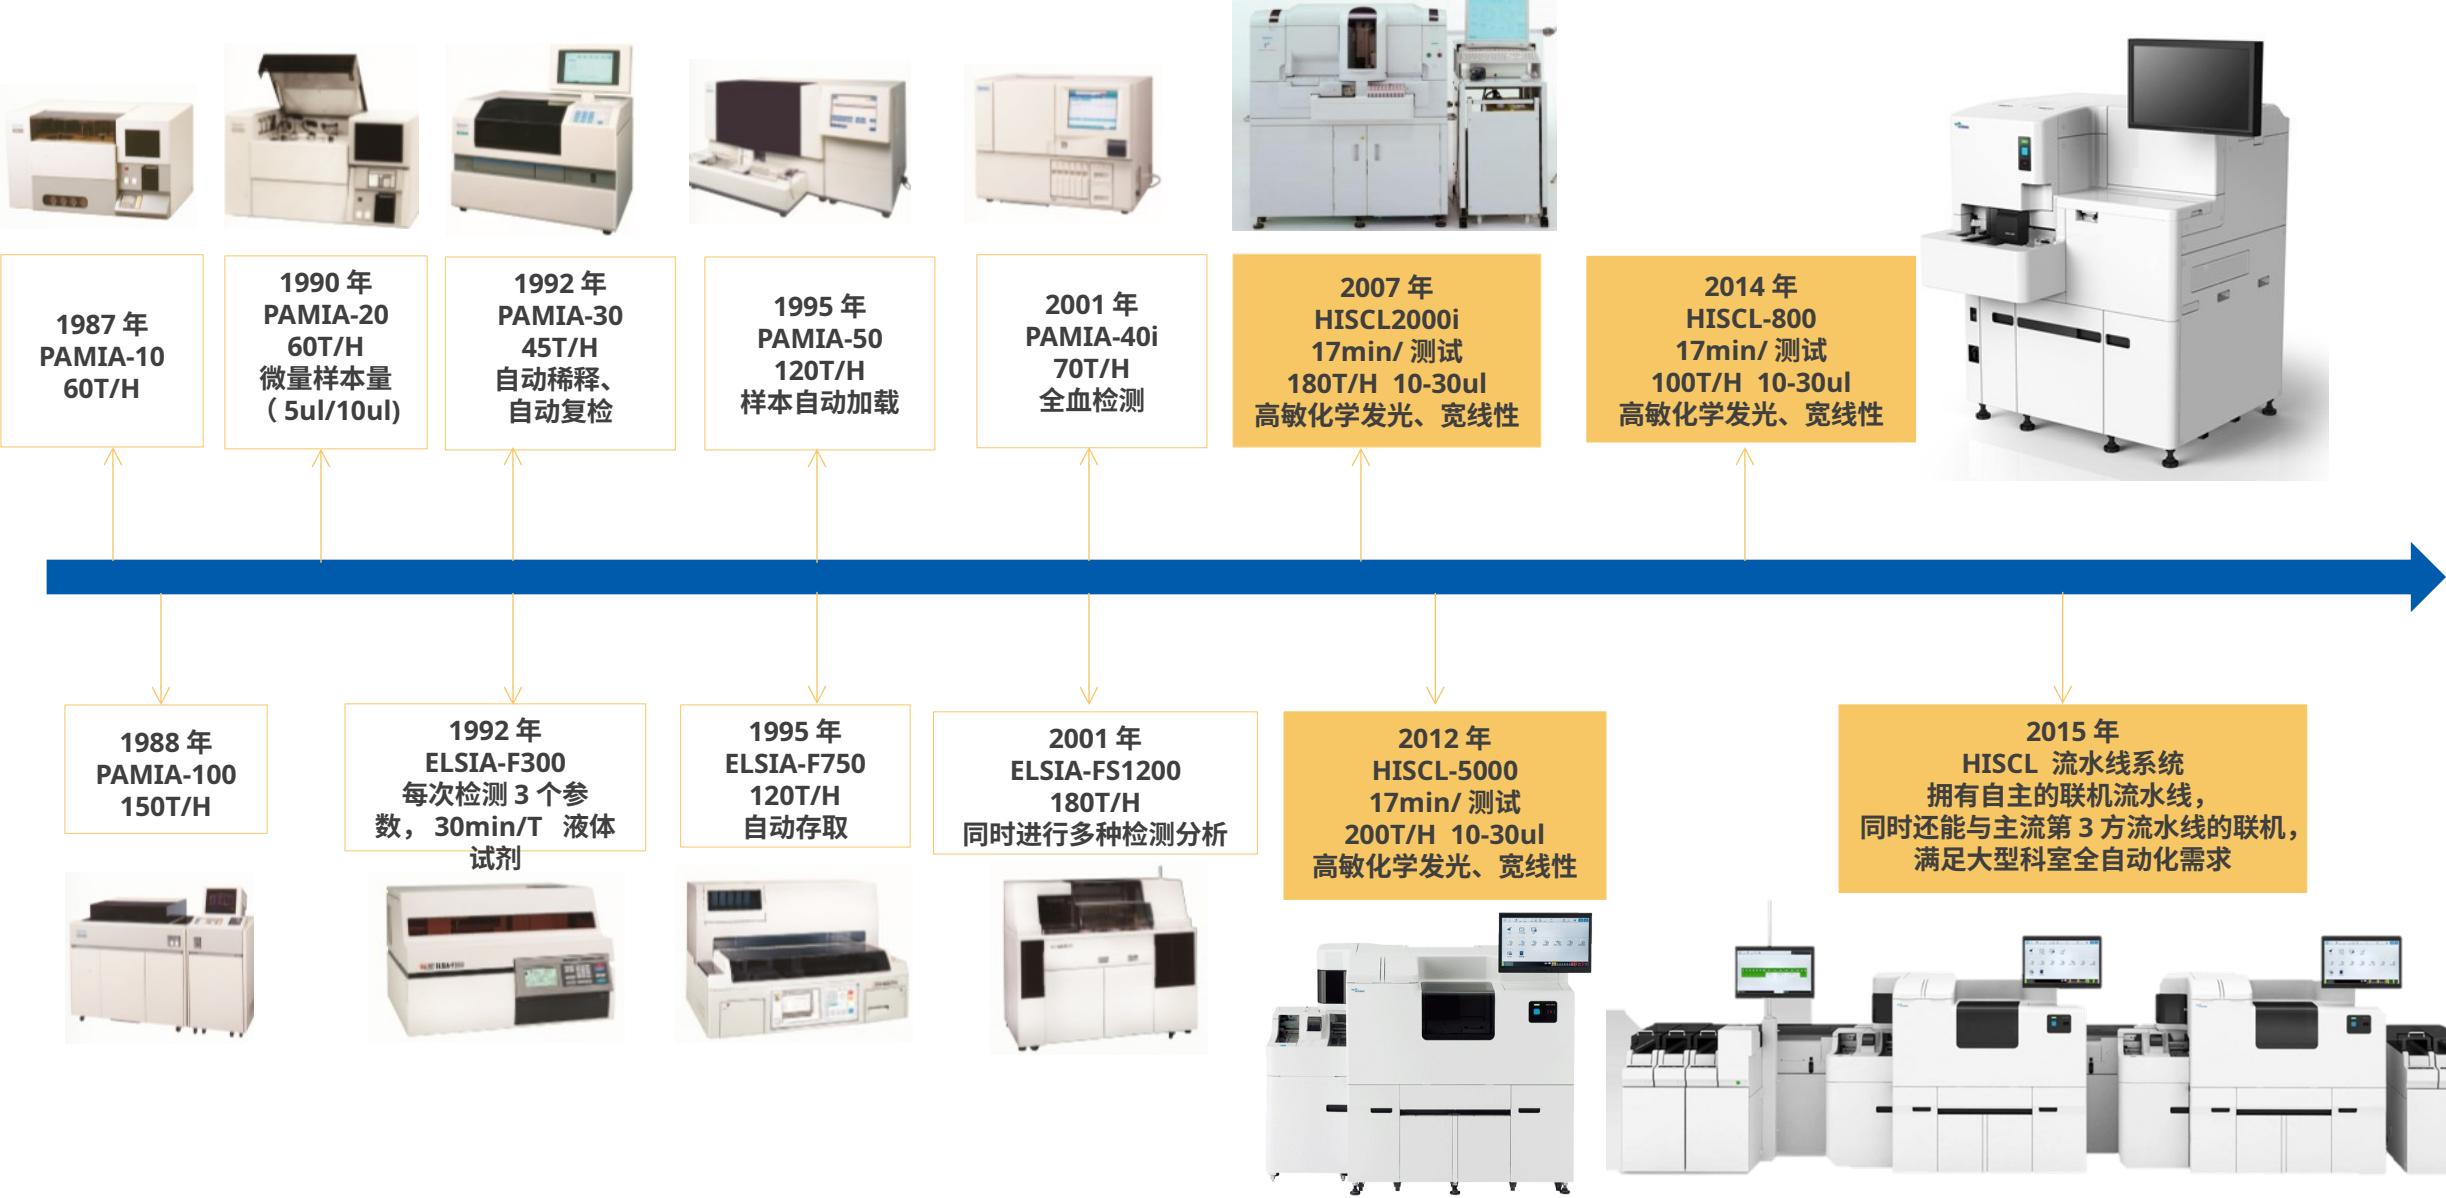 1987 年
PAMIA-10
60T/H
1990 年
PAMIA-20
60T/H
微量样本量
（ 5ul/10ul)
1992 年
PAMIA-30
45T/H
自动稀释、
自动复检
1995 年
PAMIA-50
120T/H
样本自动加载
2001 年
PAMIA-40i
70T/H
全血检测
2007 年
HISCL2000i
17min/ 测试
180T/H 10-30ul
高敏化学发光、宽线性
2014 年
HISCL-800
17min/ 测试
100T/H 10-30ul
高敏化学发光、宽线性
1988 年
PAMIA-100
150T/H
1992 年
ELSIA-F300
每次检测 3 个参
数， 30min/T 液体
试剂
1995 年
ELSIA-F750
120T/H
自动存取
2001 年
ELSIA-FS1200
180T/H
同时进行多种检测分析
2012 年
HISCL-5000
17min/ 测试
200T/H 10-30ul
高敏化学发光、宽线性
2015 年
HISCL 流水线系统
拥有自主的联机流水线，
同时还能与主流第 3 方流水线的联机，
满足大型科室全自动化需求